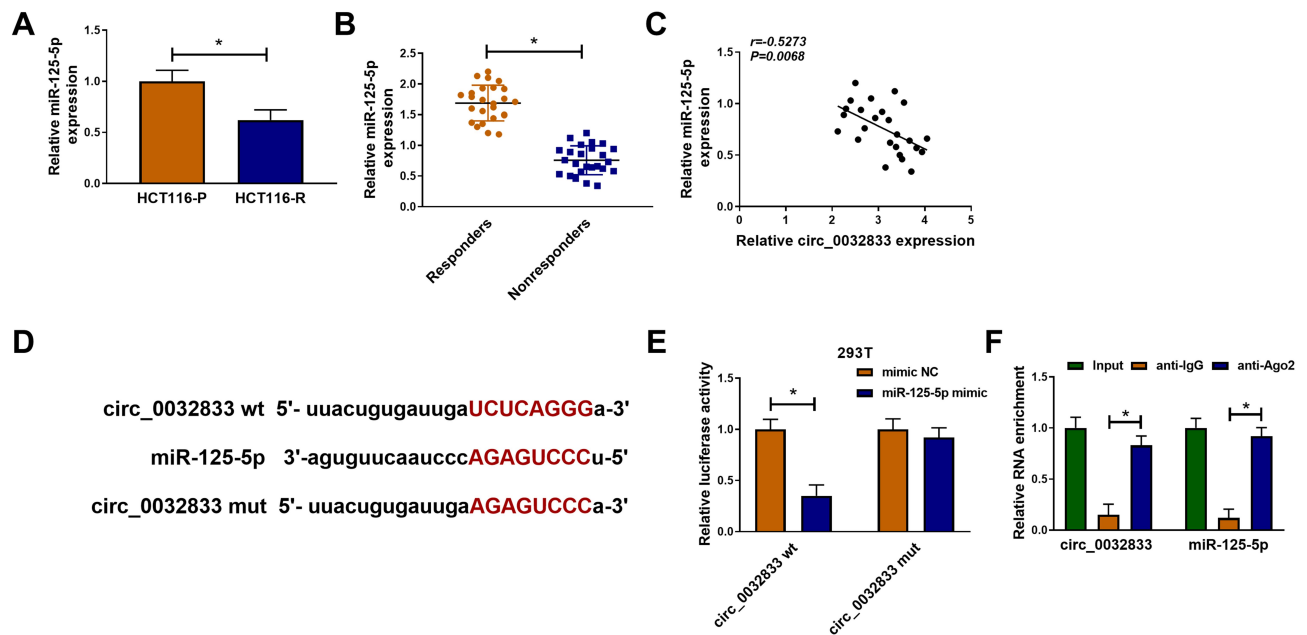 A
Relative miR-125-5p
expression
1.5
1.0
0.5
0.0
*
HCT116-P
HCT116-R
B
Relative miR-125-5p
expression
2.5
2.0
1.5
1.0
0.5
0.0
*
Responders
Nonresponders
C
r=-0.5273
P=0.0068
Relative miR-125-5p
expression
1.5
1.0
0.5
0.0
0 1 2 3 4 5
Relative circ_0032833 expression
D
circ_0032833 wt 5'- uuacugugauugaUCUCAGGGa-3'
miR-125-5p 3'-aguguucaaucccAGAGUCCCu-5'
circ_0032833 mut 5'- uuacugugauugaAGAGUCCCa-3'
E
293T
mimic NC
miR-125-5p mimic
Relative luciferase activity
1.5
1.0
0.5
0.0
*
circ_0032833 wt
circ_0032833 mut
F
Input anti-IgG anti-Ago2
Relative RNA enrichment
1.5
1.0
0.5
0.0
*
*
circ_0032833
miR-125-5p